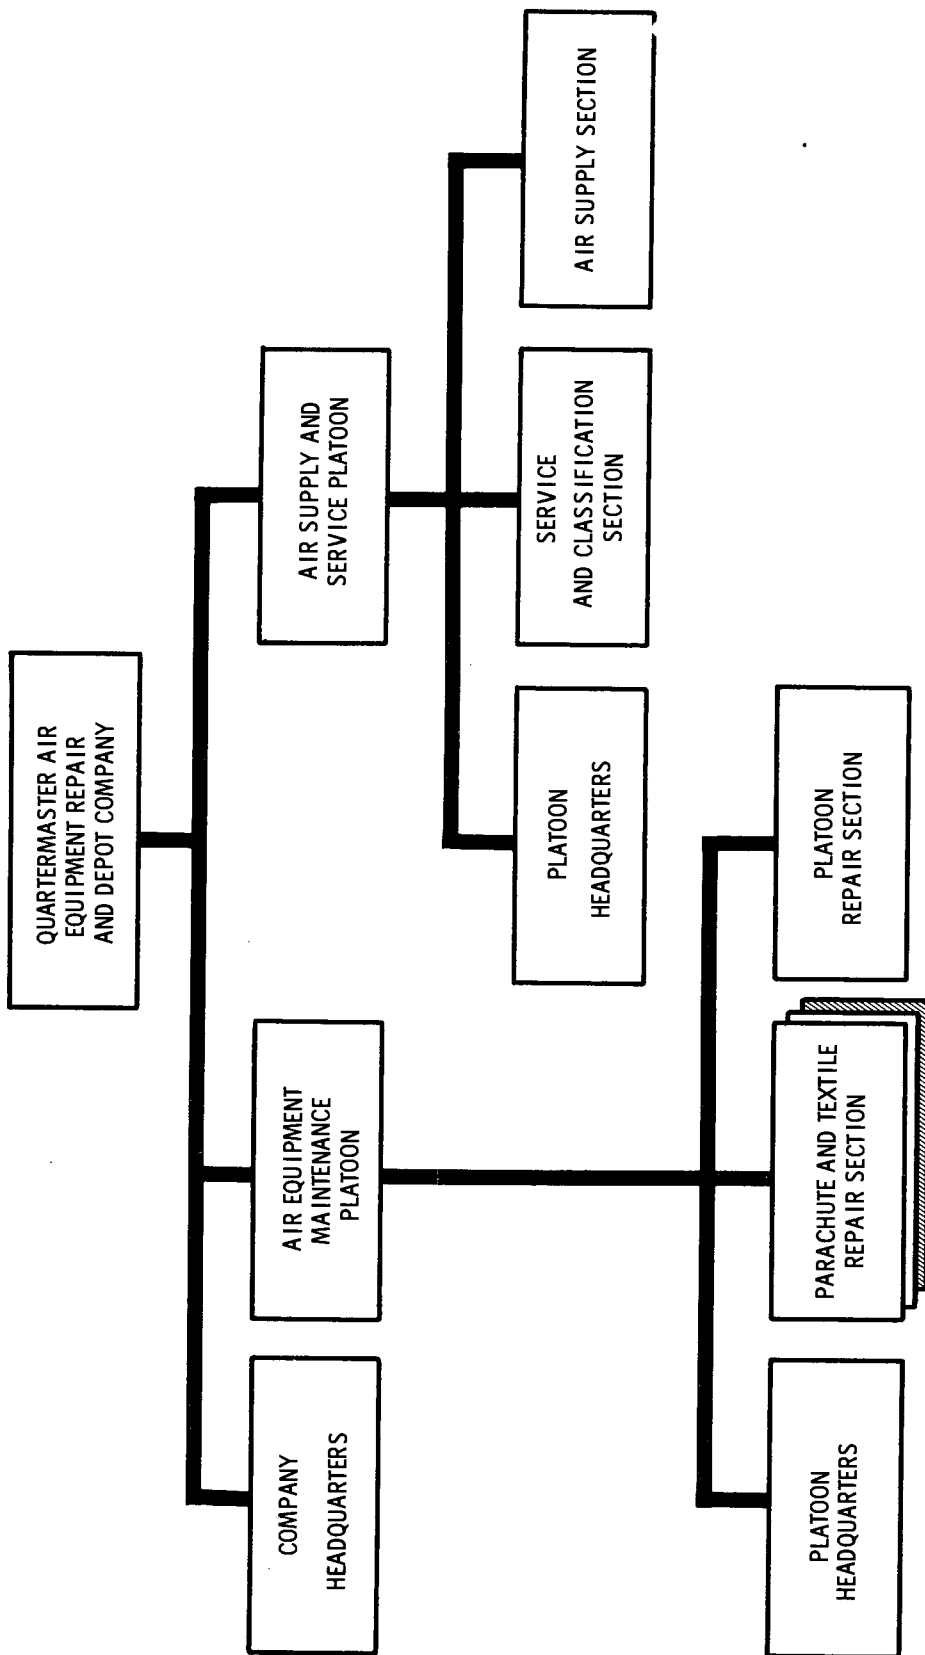 QUARTERMASTER AIR
EQUIPMENT REPAIR
AND DEPOT COMPANY
COMPANY
HEADQUARTERS
AIR EQUIPMENT
MAINTENANCE
PLATOON
AIR SUPPLY AND
SERVICE PLATOON
PLATOON
HEADQUARTERS
SERVICE
AND CLASSIFICATION
SECTION
AIR SUPPLY SECTION
PLATOON
HEADQUARTERS
PARACHUTE AND TEXTILE
REPAIR SECTION
PLATOON
REPAIR SECTION